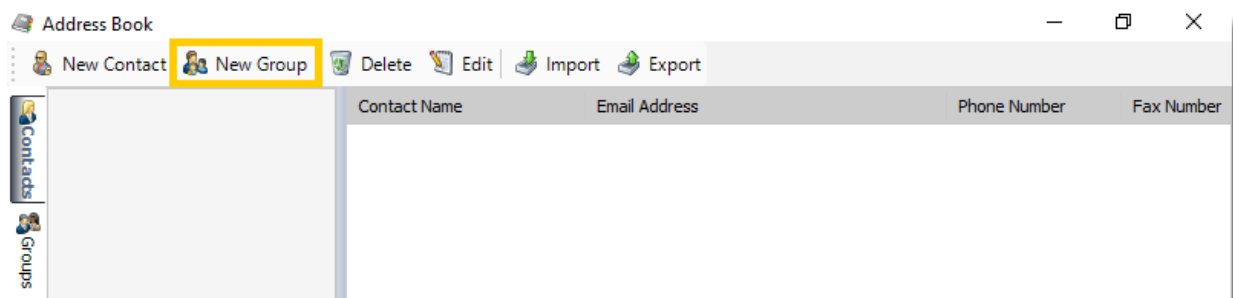 Address Book
New Contact New Group Delete Edit Import Export
Contact Name Email Address Phone Number Fax Number
Contacts
Groups